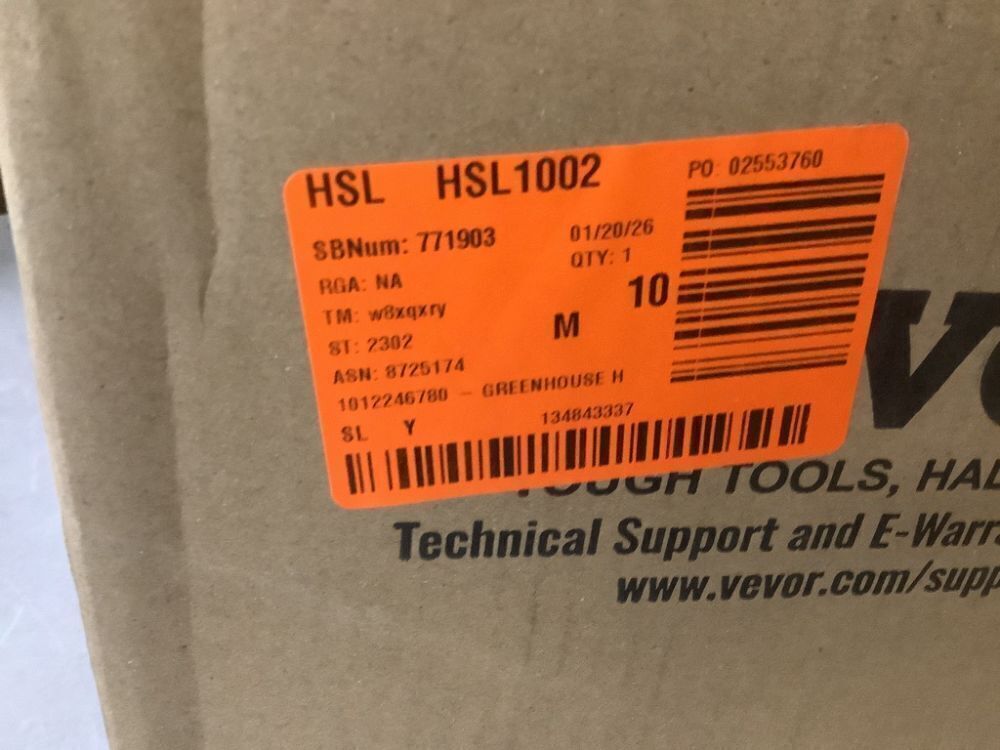 HSL HSL1002
PO: 02553760
SBNum: 771903
01/20/26
QTY: 1
RGA: NA
10
TM: w8xqxry
M
ST: 2302
ASN: 8725174
1012246780 - GREENHOUSE H
SL Y
134843337
TOUGH TOOLS, HAL
Technical Support and E-Warra
www.vevor.com/supp